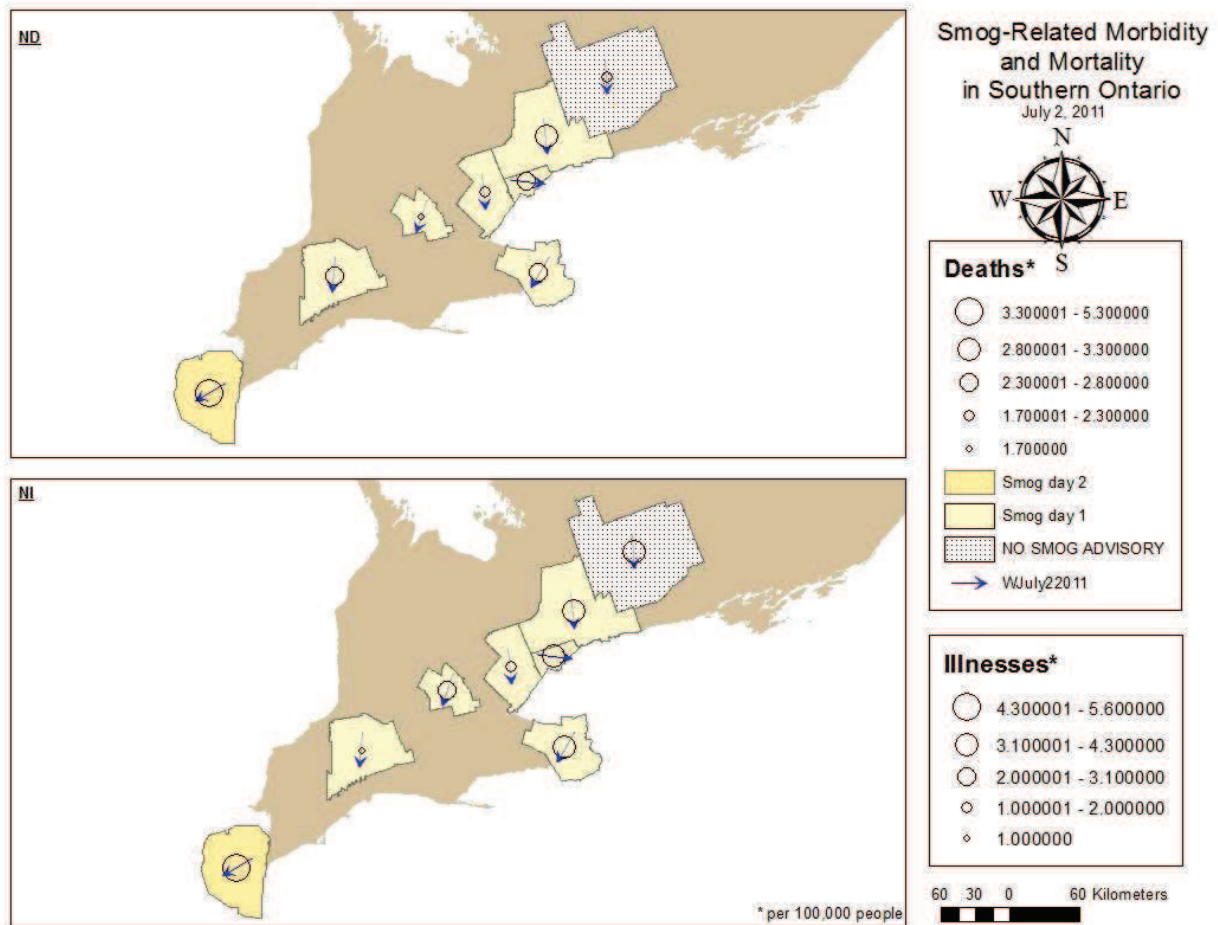 ND
NI
* per 100,000 people
Smog-Related Morbidity
and Mortality
in Southern Ontario
July 2, 2011
N
W
E
S
Deaths*
3.300001 - 5.300000
2.800001 - 3.300000
2.300001 - 2.800000
1.700001 - 2.300000
1.700000
Smog day 2
Smog day 1
NO SMOG ADVISORY
WJuly22011
Illnesses*
4.300001 - 5.600000
3.100001 - 4.300000
2.000001 - 3.100000
1.000001 - 2.000000
1.000000
60 30 0 60 Kilometers